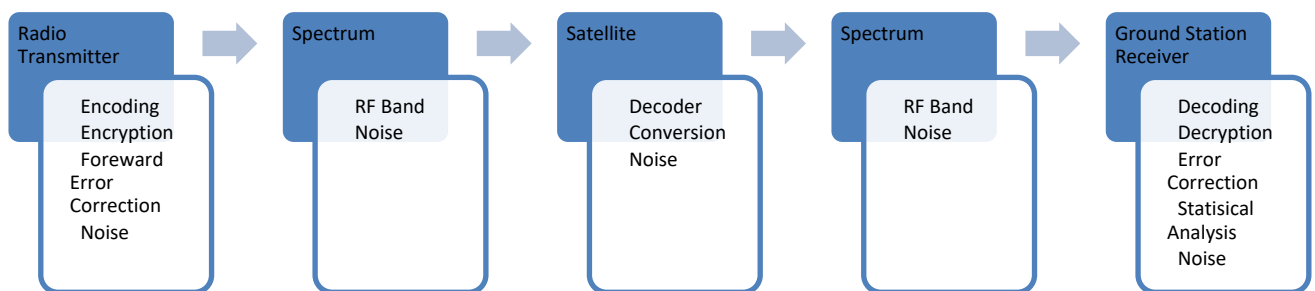 Radio
Transmitter
Encoding
Encryption
Foreward
Error
Correction
Noise
Spectrum
RF Band
Noise
Satellite
Decoder
Conversion
Noise
Spectrum
RF Band
Noise
Ground Station
Receiver
Decoding
Decryption
Error
Correction
Statisical
Analysis
Noise